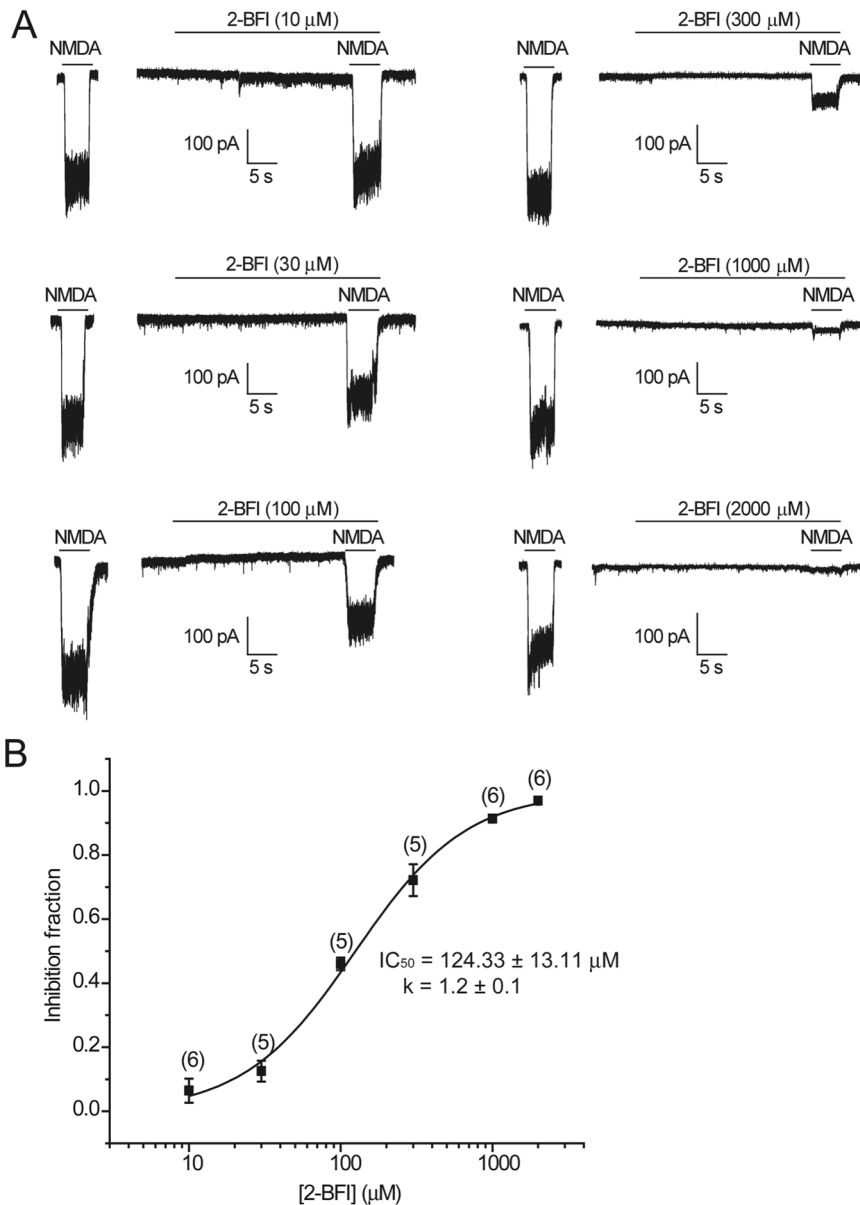 A
2-BFI (10 µM)
NMDA
NMDA
100 pA
5 s
2-BFI (300 µM)
NMDA
NMDA
100 pA
5 s
2-BFI (30 µM)
NMDA
NMDA
100 pA
5 s
2-BFI (1000 µM)
NMDA
NMDA
100 pA
5 s
2-BFI (100 µM)
NMDA
NMDA
100 pA
5 s
2-BFI (2000 µM)
NMDA
NMDA
100 pA
5 s
B
Inhibition fraction
1.0
0.8
0.6
0.4
0.2
0.0
(6)
(5)
(5)
(5)
(6)
(6)
IC₅₀ = 124.33 ± 13.11 µM
k = 1.2 ± 0.1
10
100
1000
[2-BFI] (µM)